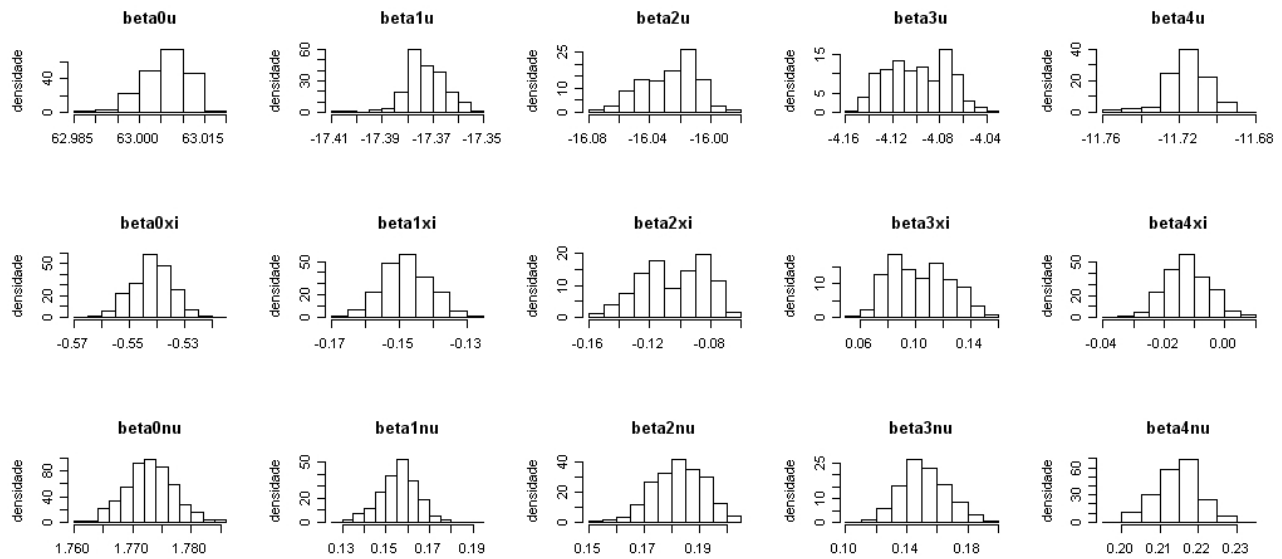 beta0u
beta1u
beta2u
beta3u
beta4u
densidade
0 40
62.985 63.000 63.015
densidade
0 30 60
-17.41 -17.39 -17.37 -17.35
densidade
0 10 25
-16.08 -16.04 -16.00
densidade
0 5 15
-4.16 -4.12 -4.08 -4.04
densidade
0 20 40
-11.76 -11.72 -11.68
beta0xi
beta1xi
beta2xi
beta3xi
beta4xi
densidade
0 20 50
-0.57 -0.55 -0.53
densidade
0 20 50
-0.17 -0.15 -0.13
densidade
0 10 20
-0.16 -0.12 -0.08
densidade
0 10
0.06 0.10 0.14
densidade
0 20 50
-0.04 -0.02 0.00
beta0nu
beta1nu
beta2nu
beta3nu
beta4nu
densidade
0 40 80
1.760 1.770 1.780
densidade
0 20 50
0.13 0.15 0.17 0.19
densidade
0 20 40
0.15 0.17 0.19
densidade
0 10 25
0.10 0.14 0.18
densidade
0 30 70
0.20 0.21 0.22 0.23